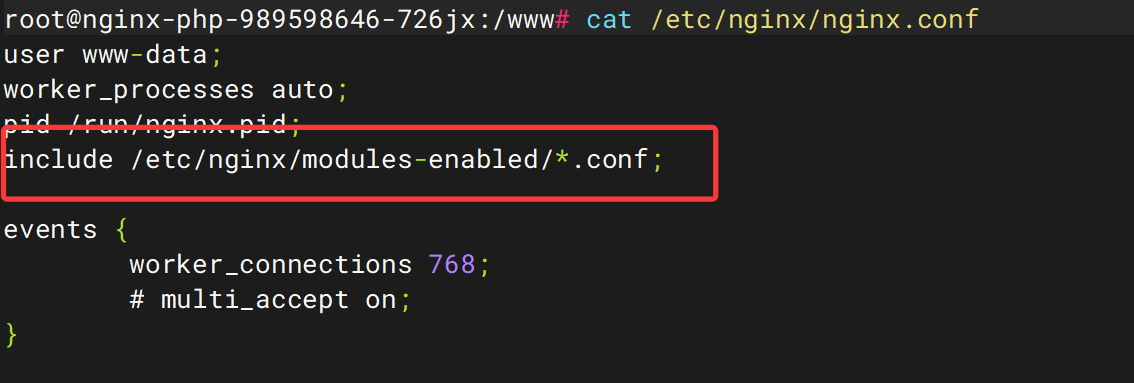 root@nginx-php-989598646-726jx:/www# cat /etc/nginx/nginx.conf
user www-data;
worker_processes auto;
pid /run/nginx.pid;
include /etc/nginx/modules-enabled/*.conf;
events {
        worker_connections 768;
        # multi_accept on;
}